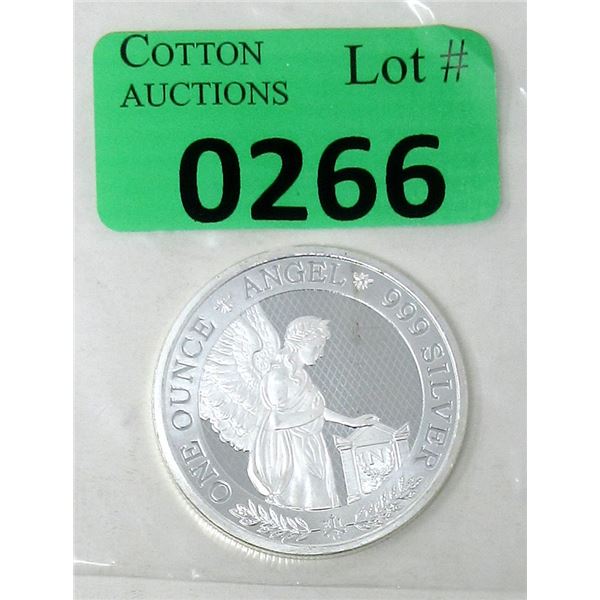 COTTON
AUCTIONS
Lot #
0266
ONE OUNCE ANGEL 999 SILVER
N